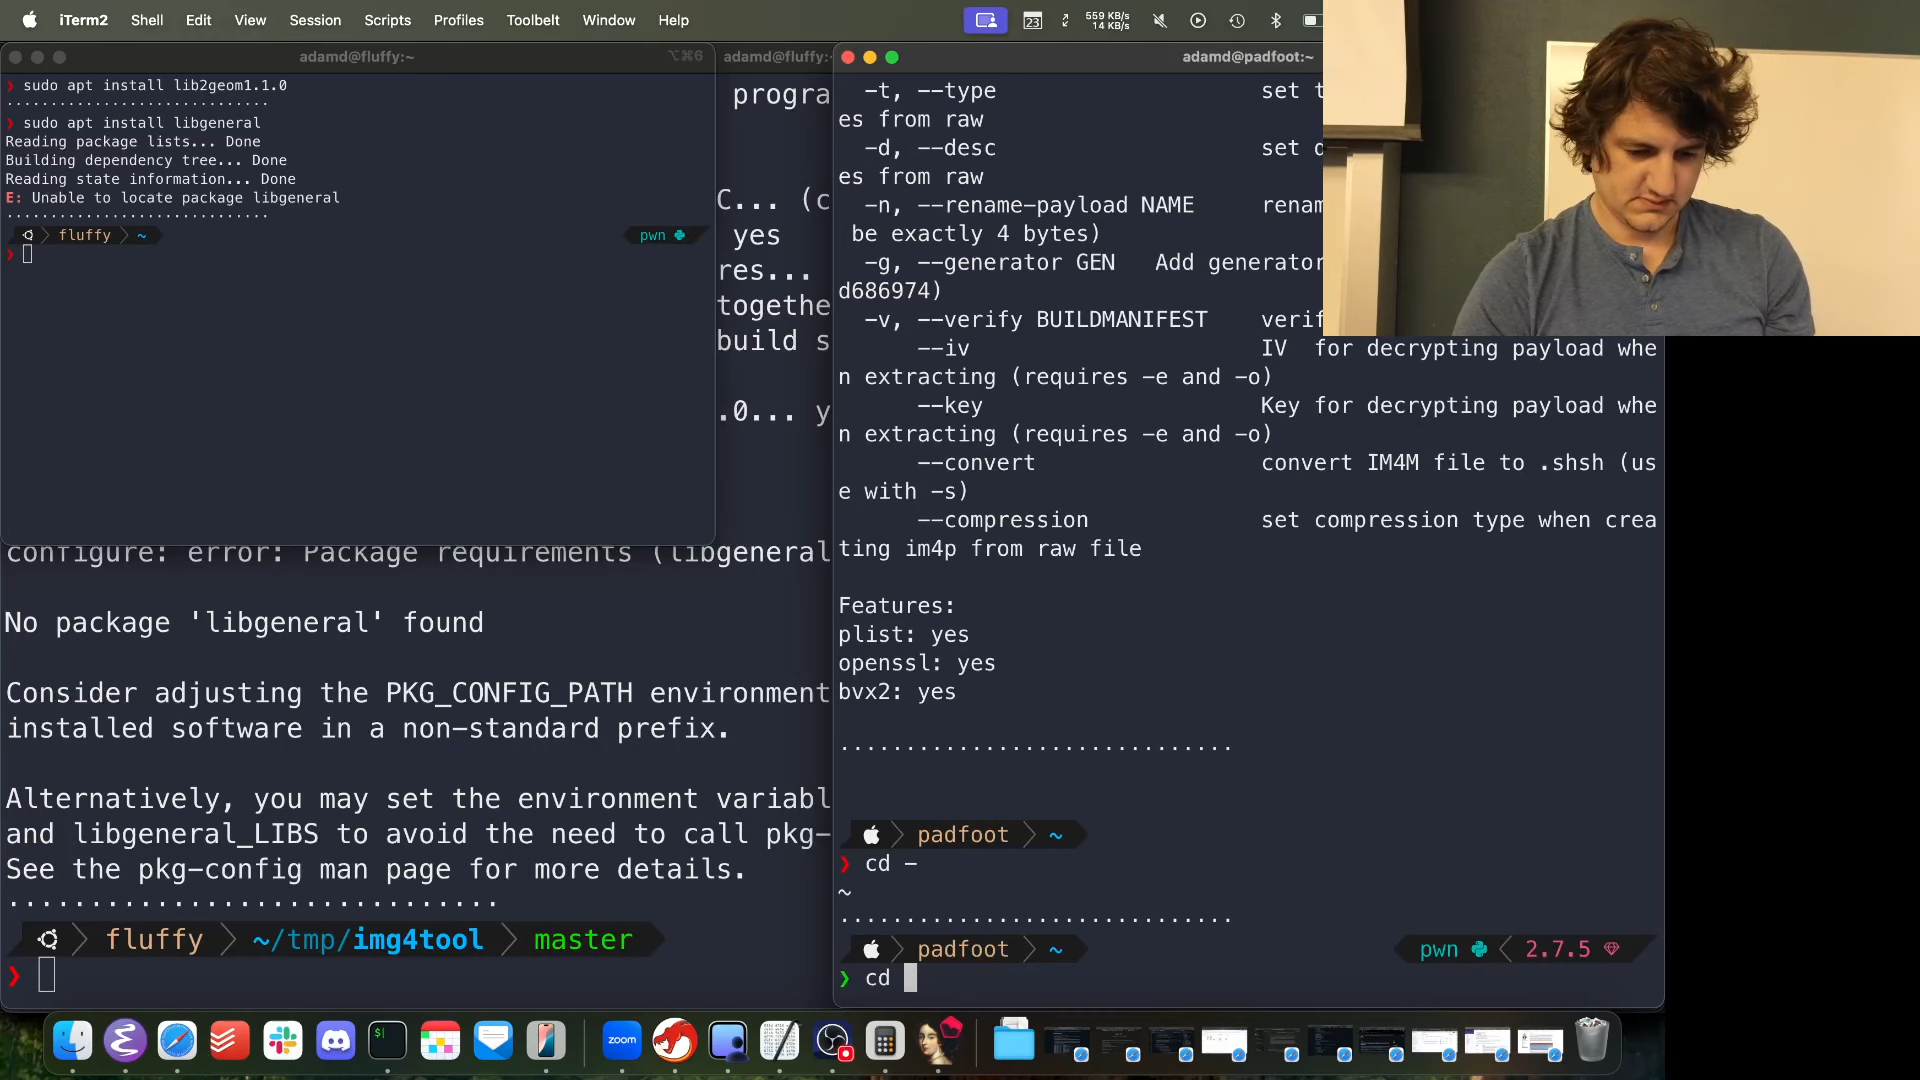 iTerm2 Shell Edit View Session Scripts Profiles Toolbelt Window Help
23
559 KB/s
14 KB/s
adamd@fluffy:~
⌥⌘6
❯ sudo apt install lib2geom1.1.0
.............................
❯ sudo apt install libgeneral
Reading package lists... Done
Building dependency tree... Done
Reading state information... Done
E: Unable to locate package libgeneral
.............................
fluffy ~
pwn
❯
adamd@fluffy:
progra
C... (c
yes
res...
togethe
build s
.0... y
configure: error: Package requirements (libgeneral
No package 'libgeneral' found
Consider adjusting the PKG_CONFIG_PATH environment
installed software in a non-standard prefix.
Alternatively, you may set the environment variabl
and libgeneral_LIBS to avoid the need to call pkg-
See the pkg-config man page for more details.
..............................
fluffy ~/tmp/img4tool master
❯
adamd@padfoot:~
-t, --type set t
es from raw
-d, --desc set d
es from raw
-n, --rename-payload NAME renam
be exactly 4 bytes)
-g, --generator GEN Add generator
d686974)
-v, --verify BUILDMANIFEST verif
--iv IV for decrypting payload whe
n extracting (requires -e and -o)
--key Key for decrypting payload whe
n extracting (requires -e and -o)
--convert convert IM4M file to .shsh (us
e with -s)
--compression set compression type when crea
ting im4p from raw file
Features:
plist: yes
openssl: yes
bvx2: yes
..............................
padfoot ~
❯ cd -
~
..............................
padfoot ~
pwn 2.7.5
❯ cd
$
zoom